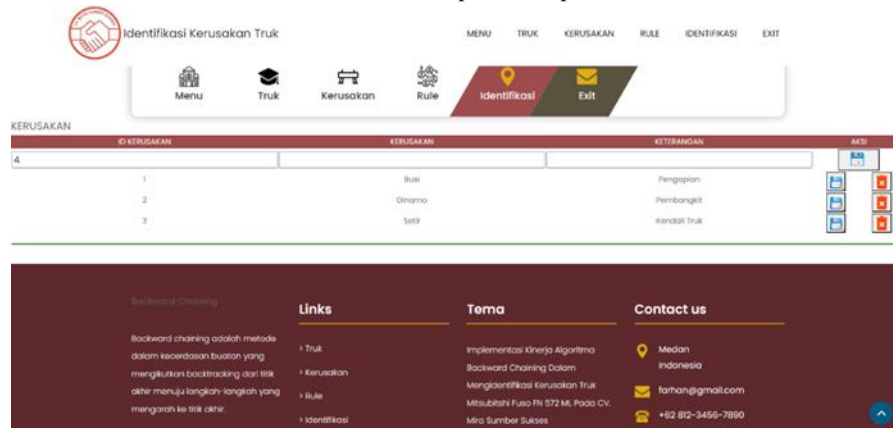 Identifikasi Kerusakan Truk
MENU TRUK KERUSAKAN RULE IDENTIFIKASI EXIT
Menu Truk Kerusakan Rule Identifikasi Exit
KERUSAKAN
ID KERUSAKAN KERUSAKAN KETERANGAN AKSI
4
1 Busi Pengapian
2 Dinamo Pembangkit
3 Setir Kendali Truk
Backward Chaining
Backward chaining adalah metode
dalam kecerdasan buatan yang
mengikutkan backtracking dari titik
akhir menuju langkah-langkah yang
mengarah ke titik akhir.
Links
› Truk
› Kerusakan
› Rule
› Identifikasi
Tema
Implementasi Kinerja Algoritma
Backward Chaining Dalam
Mengidentifikasi Kerusakan Truk
Mitsubitshi Fuso FN 572 ML Pada CV.
Mira Sumber Sukses
Contact us
Medan
Indonesia
farhan@gmail.com
+62 812-3456-7890